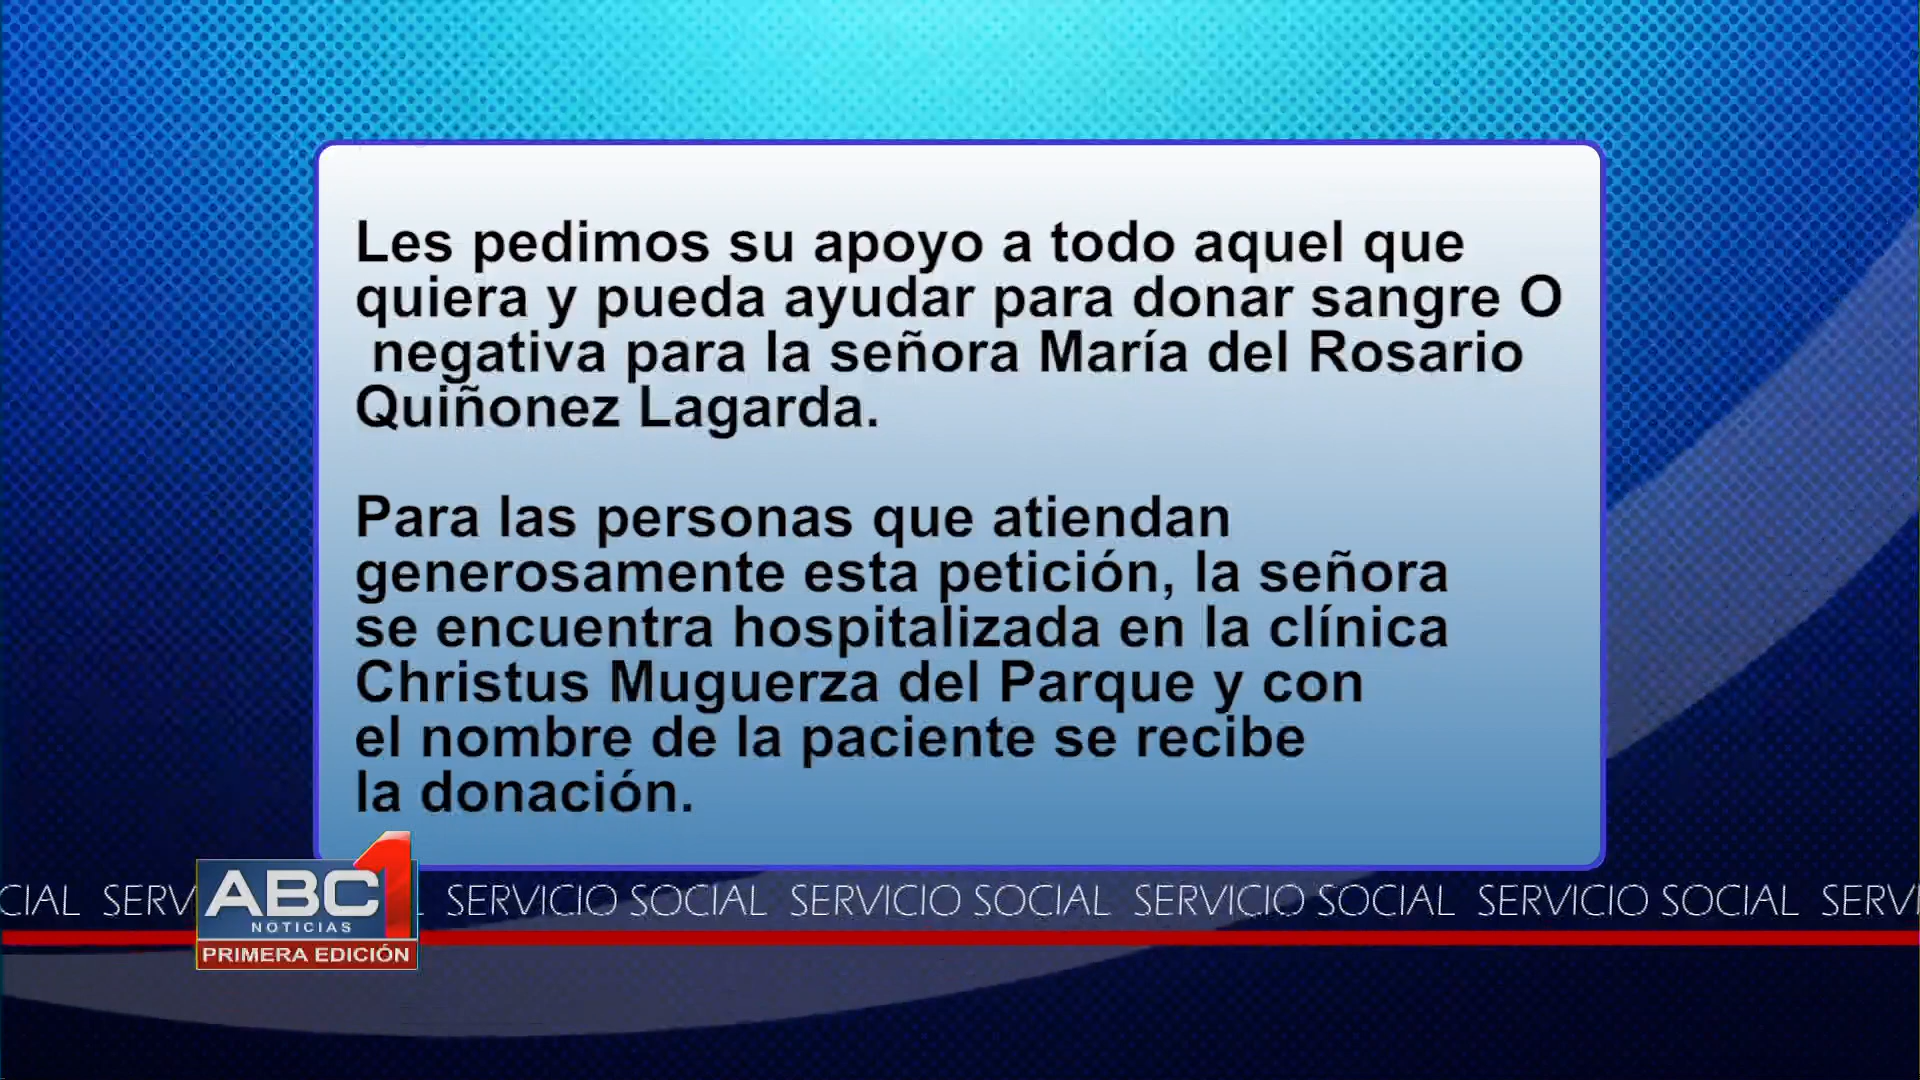 Les pedimos su apoyo a todo aquel que
quiera y pueda ayudar para donar sangre O
negativa para la señora María del Rosario
Quiñonez Lagarda.
Para las personas que atiendan
generosamente esta petición, la señora
se encuentra hospitalizada en la clínica
Christus Muguerza del Parque y con
el nombre de la paciente se recibe
la donación.
CIAL SERV L SERVICIO SOCIAL SERVICIO SOCIAL SERVICIO SOCIAL SERVICIO SOCIAL SERVI
ABC 1
NOTICIAS
PRIMERA EDICIÓN